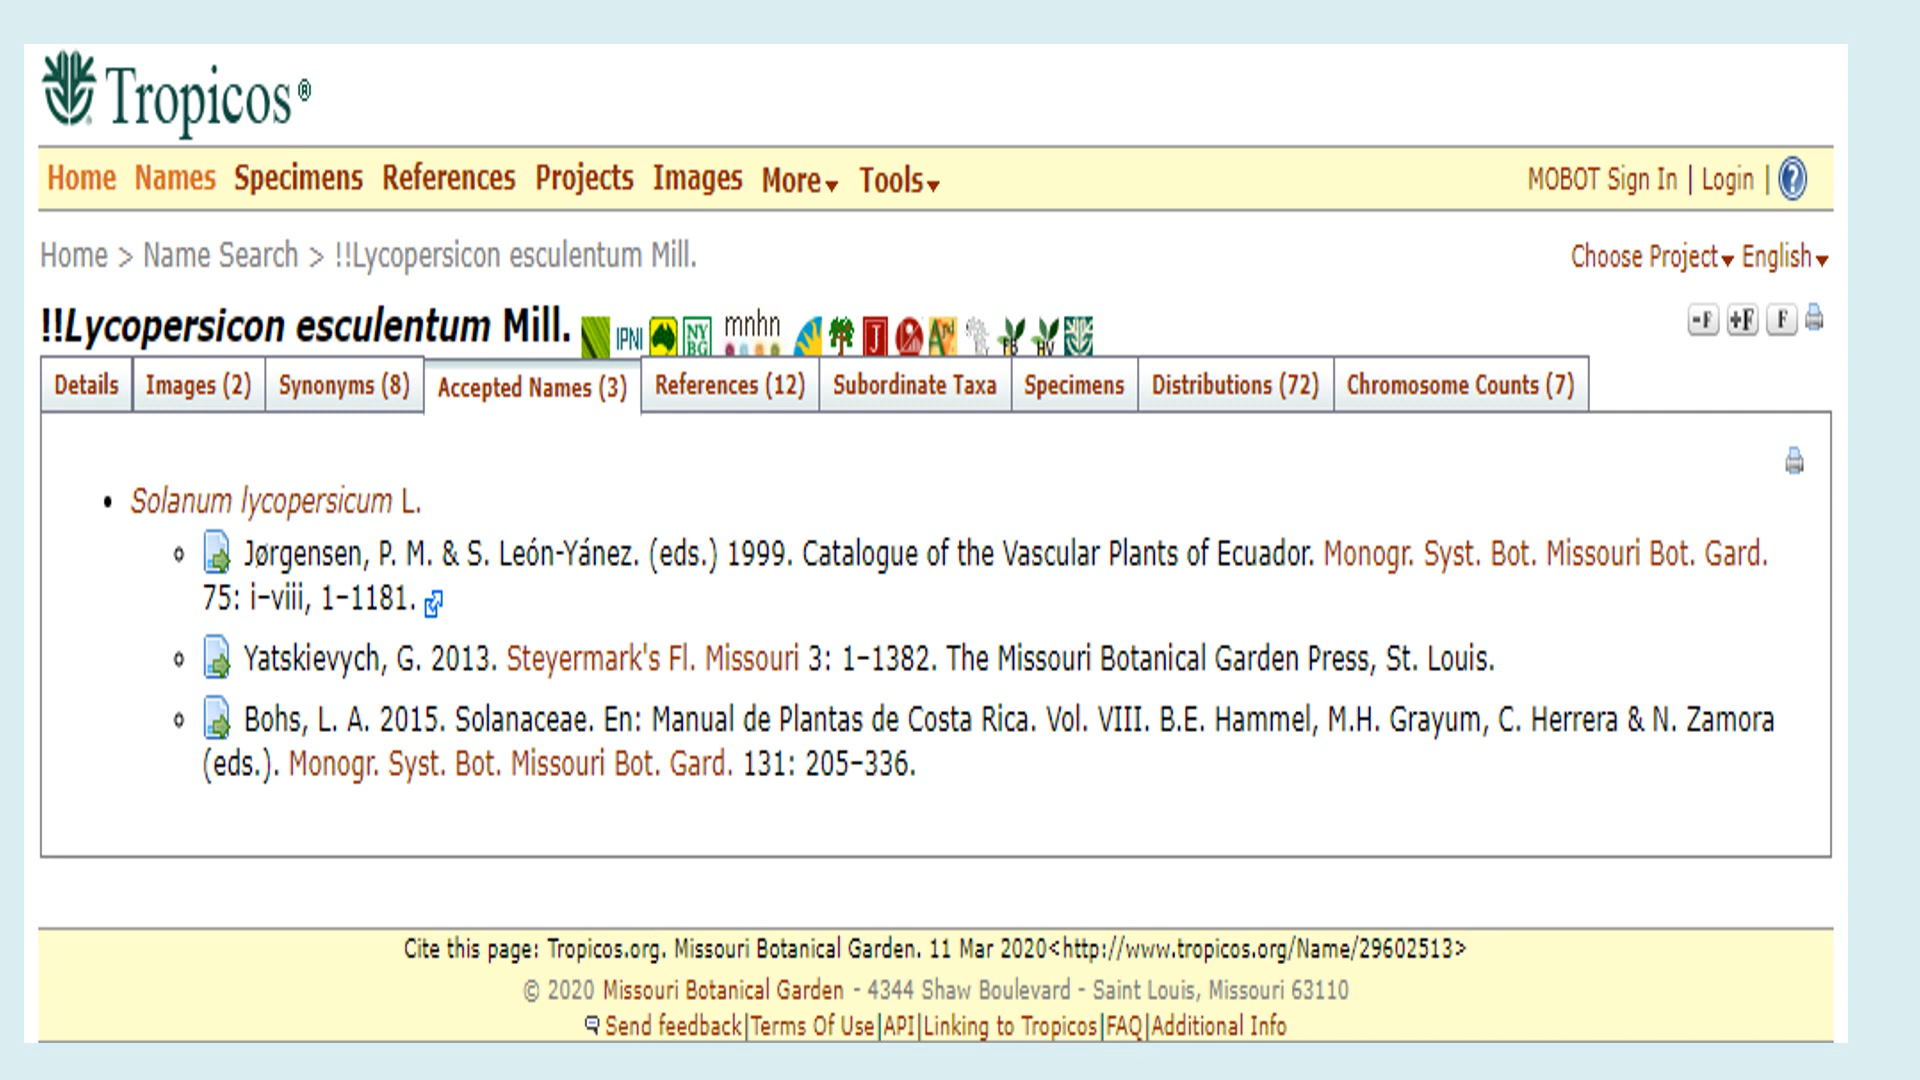 Tropicos®
Home Names Specimens References Projects Images More Tools MOBOT Sign In | Login | ?
Home > Name Search > !!Lycopersicon esculentum Mill. Choose Project English
!!Lycopersicon esculentum Mill. IPNI NY BG mnhn J FB HV -F +F F
Details Images (2) Synonyms (8) Accepted Names (3) References (12) Subordinate Taxa Specimens Distributions (72) Chromosome Counts (7)
• Solanum lycopersicum L.
Jørgensen, P. M. & S. León-Yánez. (eds.) 1999. Catalogue of the Vascular Plants of Ecuador. Monogr. Syst. Bot. Missouri Bot. Gard.
75: i–viii, 1–1181.
Yatskievych, G. 2013. Steyermark's Fl. Missouri 3: 1–1382. The Missouri Botanical Garden Press, St. Louis.
Bohs, L. A. 2015. Solanaceae. En: Manual de Plantas de Costa Rica. Vol. VIII. B.E. Hammel, M.H. Grayum, C. Herrera & N. Zamora
(eds.). Monogr. Syst. Bot. Missouri Bot. Gard. 131: 205–336.
Cite this page: Tropicos.org. Missouri Botanical Garden. 11 Mar 2020<http://www.tropicos.org/Name/29602513>
© 2020 Missouri Botanical Garden - 4344 Shaw Boulevard - Saint Louis, Missouri 63110
Send feedback|Terms Of Use|API|Linking to Tropicos|FAQ|Additional Info